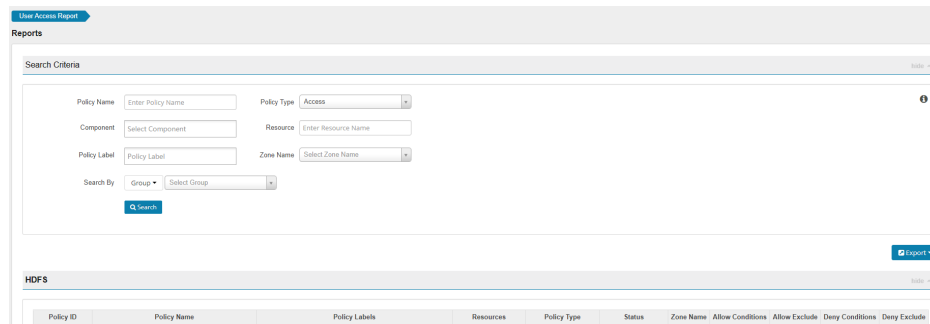 User Access Report
Reports
Search Criteria hide
Policy Name Enter Policy Name Policy Type Access
Component Select Component Resource Enter Resource Name
Policy Label Policy Label Zone Name Select Zone Name
Search By Group Select Group
Search
Export
HDFS hide
Policy ID Policy Name Policy Labels Resources Policy Type Status Zone Name Allow Conditions Allow Exclude Deny Conditions Deny Exclude